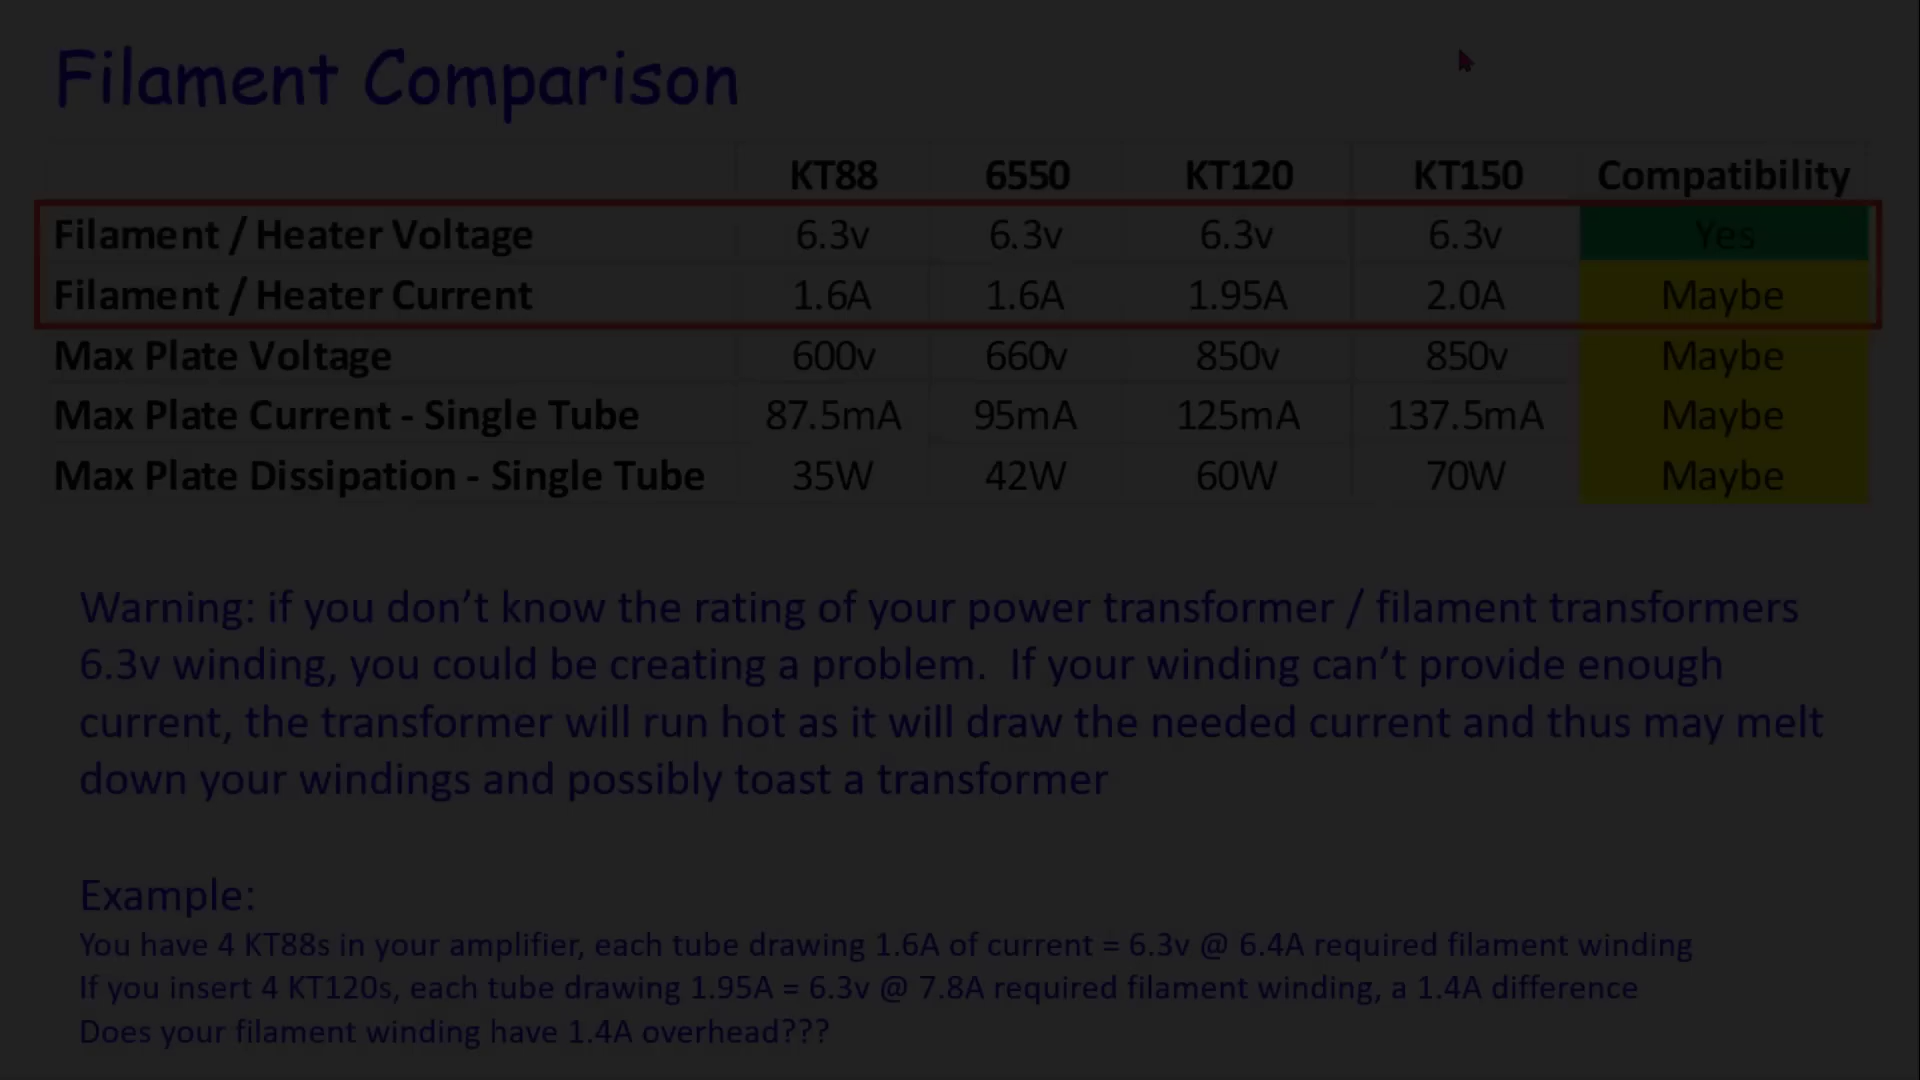 Filament Comparison
KT88 6550 KT120 KT150 Compatibility
Filament / Heater Voltage 6.3v 6.3v 6.3v 6.3v Yes
Filament / Heater Current 1.6A 1.6A 1.95A 2.0A Maybe
Max Plate Voltage 600v 660v 850v 850v Maybe
Max Plate Current - Single Tube 87.5mA 95mA 125mA 137.5mA Maybe
Max Plate Dissipation - Single Tube 35W 42W 60W 70W Maybe
Warning: if you don’t know the rating of your power transformer / filament transformers
6.3v winding, you could be creating a problem.  If your winding can’t provide enough
current, the transformer will run hot as it will draw the needed current and thus may melt
down your windings and possibly toast a transformer
Example:
You have 4 KT88s in your amplifier, each tube drawing 1.6A of current = 6.3v @ 6.4A required filament winding
If you insert 4 KT120s, each tube drawing 1.95A = 6.3v @ 7.8A required filament winding, a 1.4A difference
Does your filament winding have 1.4A overhead???